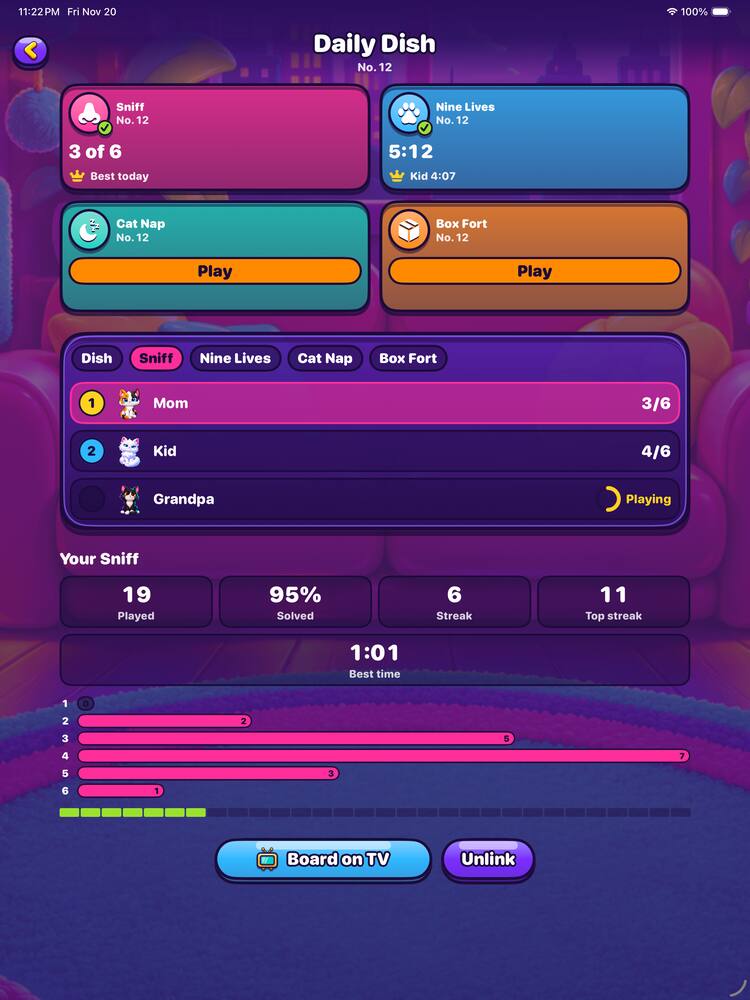 11:22 PM Fri Nov 20
100%
Daily Dish
No. 12
Sniff
No. 12
3 of 6
Best today
Nine Lives
No. 12
5:12
Kid 4:07
Cat Nap
No. 12
Play
Box Fort
No. 12
Play
Dish
Sniff
Nine Lives
Cat Nap
Box Fort
1
Mom
3/6
2
Kid
4/6
Grandpa
Playing
Your Sniff
19
Played
95%
Solved
6
Streak
11
Top streak
1:01
Best time
1 0
2 2
3 5
4 7
5 3
6 1
Board on TV
Unlink